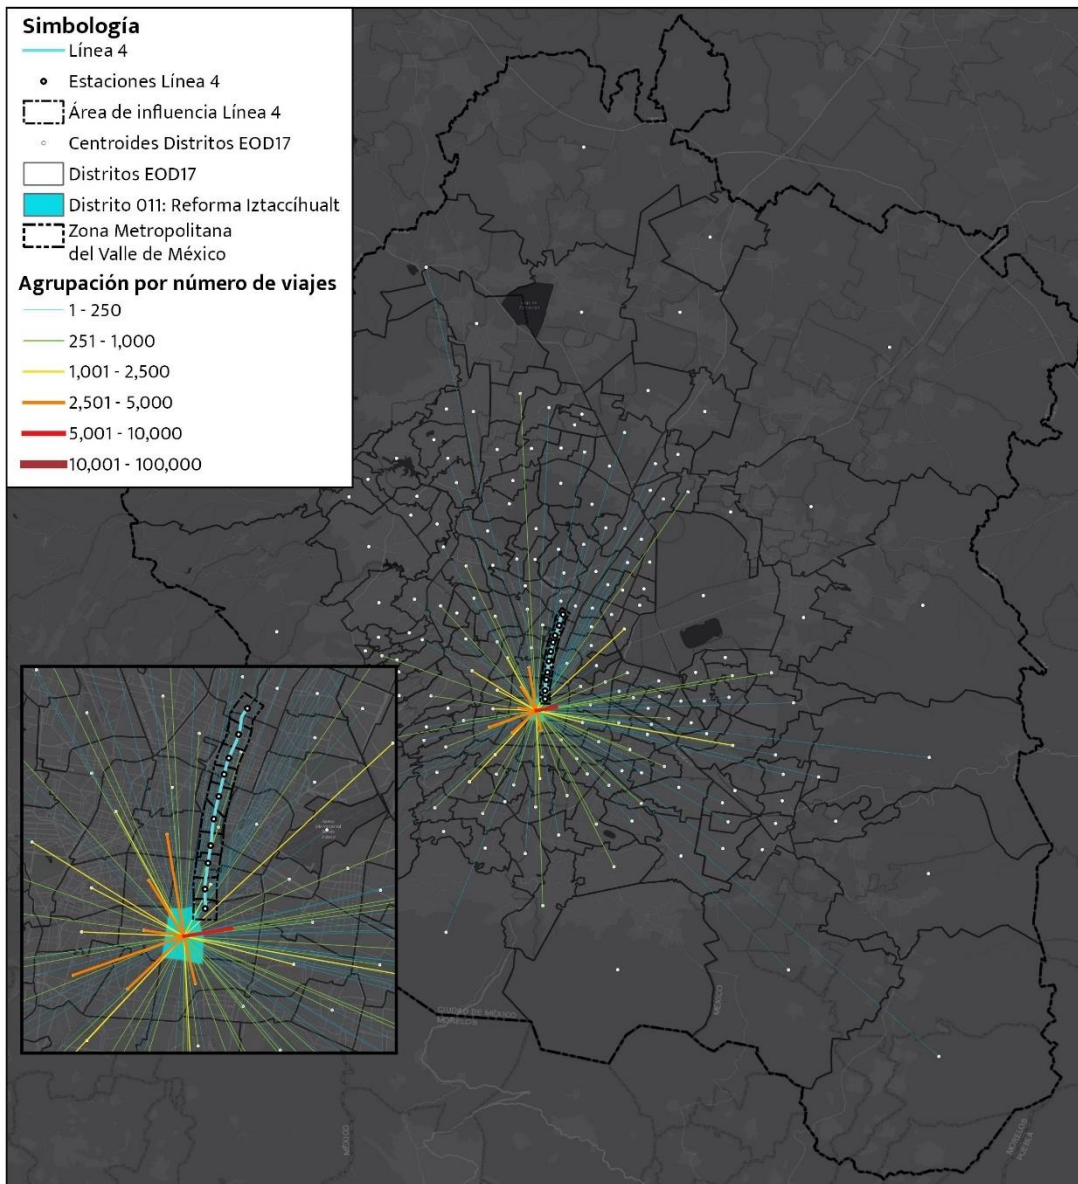 Simbología
Línea 4
Estaciones Línea 4
Área de influencia Línea 4
Centroides Distritos EOD17
Distritos EOD17
Distrito 011: Reforma Iztaccíhualt
Zona Metropolitana
del Valle de México
Agrupación por número de viajes
1 - 250
251 - 1,000
1,001 - 2,500
2,501 - 5,000
5,001 - 10,000
10,001 - 100,000
CIUDAD DE MÉXICO
MORELOS
MÉXICO
MÉXICO
MORELOS
PUEBLA